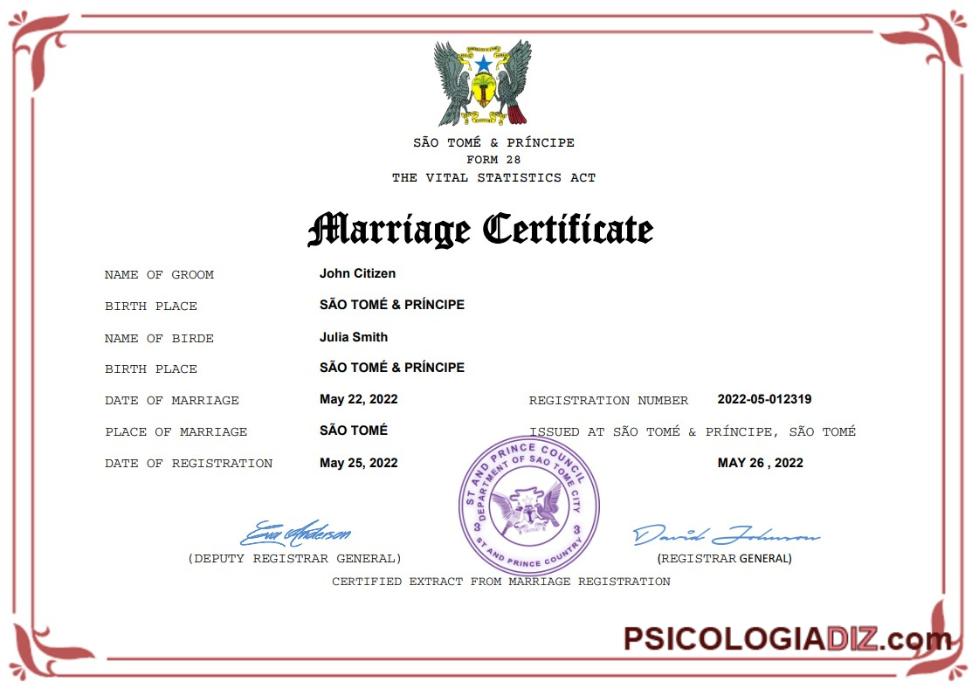 SÃO TOMÉ & PRÍNCIPE
FORM 28
THE VITAL STATISTICS ACT
Marriage Certificate
NAME OF GROOM John Citizen
BIRTH PLACE SÃO TOMÉ & PRÍNCIPE
NAME OF BIRDE Julia Smith
BIRTH PLACE SÃO TOMÉ & PRÍNCIPE
DATE OF MARRIAGE May 22, 2022 REGISTRATION NUMBER 2022-05-012319
PLACE OF MARRIAGE SÃO TOMÉ ISSUED AT SÃO TOMÉ & PRÍNCIPE, SÃO TOMÉ
DATE OF REGISTRATION May 25, 2022 MAY 26 , 2022
ST AND PRINCE COUNCIL
DEPARTMENT OF SAO TOME CITY
ST AND PRINCE COUNTRY
Eva Anderson David Johnson
(DEPUTY REGISTRAR GENERAL) (REGISTRAR GENERAL)
CERTIFIED EXTRACT FROM MARRIAGE REGISTRATION
PSICOLOGIADIZ.com